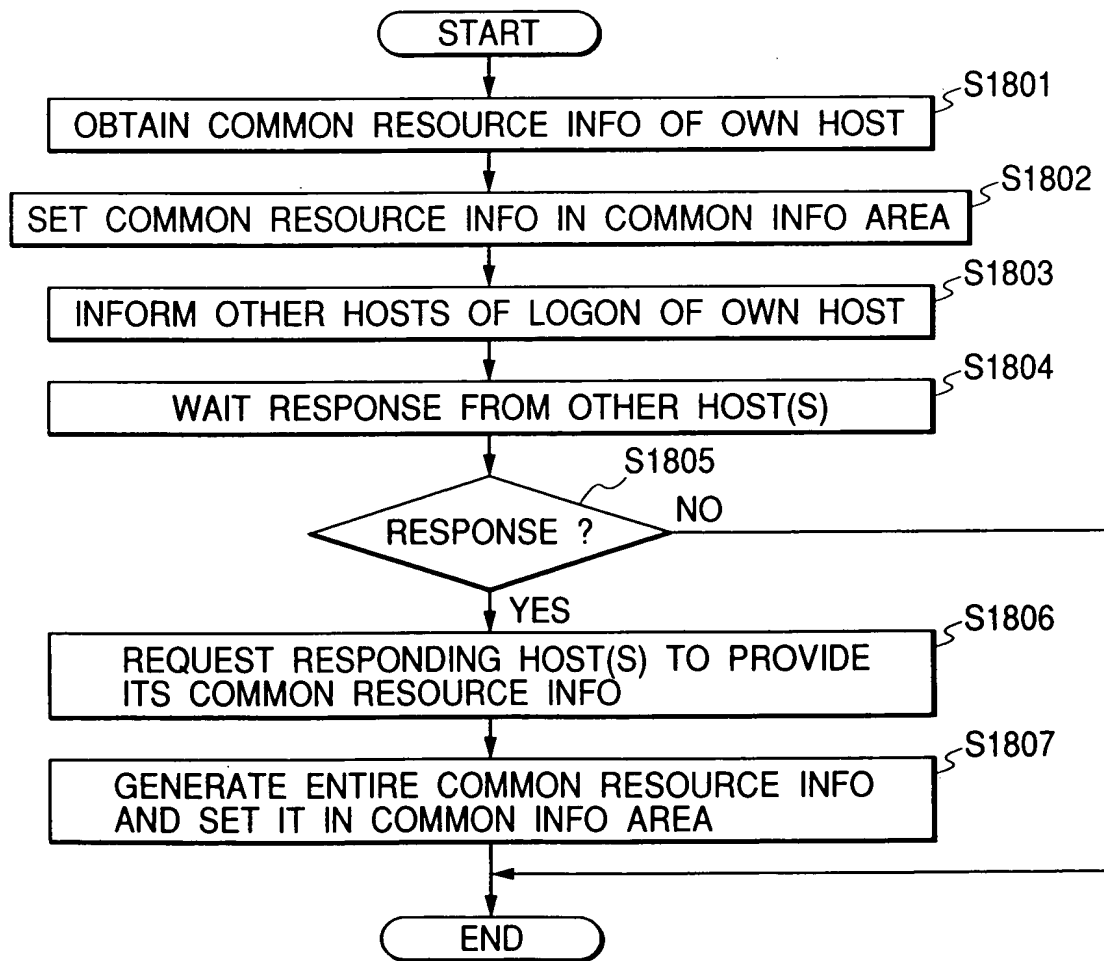 START
S1801
OBTAIN COMMON RESOURCE INFO OF OWN HOST
S1802
SET COMMON RESOURCE INFO IN COMMON INFO AREA
S1803
INFORM OTHER HOSTS OF LOGON OF OWN HOST
S1804
WAIT RESPONSE FROM OTHER HOST(S)
S1805
RESPONSE ?
NO
YES
S1806
REQUEST RESPONDING HOST(S) TO PROVIDE
ITS COMMON RESOURCE INFO
S1807
GENERATE ENTIRE COMMON RESOURCE INFO
AND SET IT IN COMMON INFO AREA
END